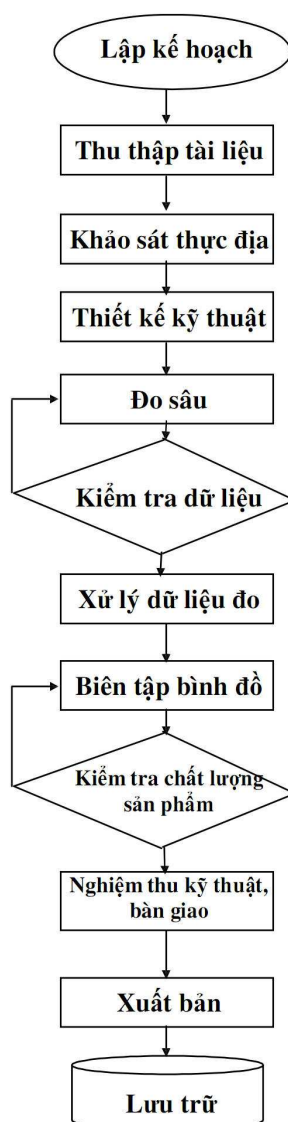 Lập kế hoạch
Thu thập tài liệu
Khảo sát thực địa
Thiết kế kỹ thuật
Đo sâu
Kiểm tra dữ liệu
Xử lý dữ liệu đo
Biên tập bình đồ
Kiểm tra chất lượng
sản phẩm
Nghiệm thu kỹ thuật,
bàn giao
Xuất bản
Lưu trữ